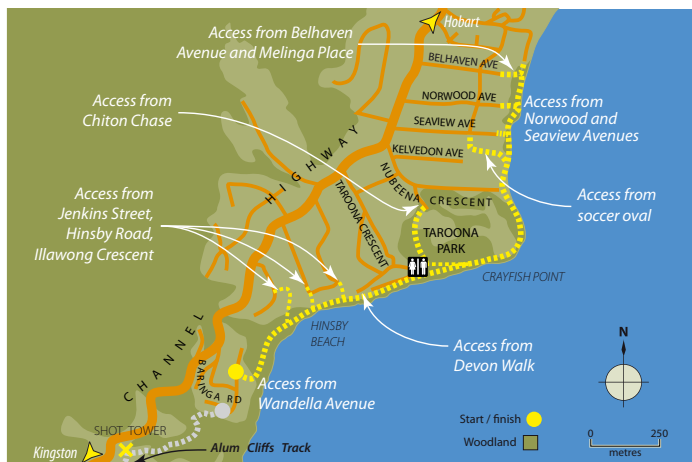 Hobart
Access from Belhaven
Avenue and Melinga Place
BELHAVEN AVE
Access from
Chiton Chase
NORWOOD AVE
Access from
Norwood and
Seaview Avenues
SEAVIEW AVE
KELVEDON AVE
HIGHWAY
NUBEENA CRESCENT
Access from
Jenkins Street,
Hinsby Road,
Illawong Crescent
TAROONA CRESCENT
Access from
soccer oval
TAROONA
PARK
CRAYFISH POINT
CHANNEL
HINSBY
BEACH
N
Access from
Devon Walk
BARINGA RD
Access from
Wandella Avenue
SHOT TOWER
Start / finish
Woodland
0 250
metres
Kingston
Alum Cliffs Track